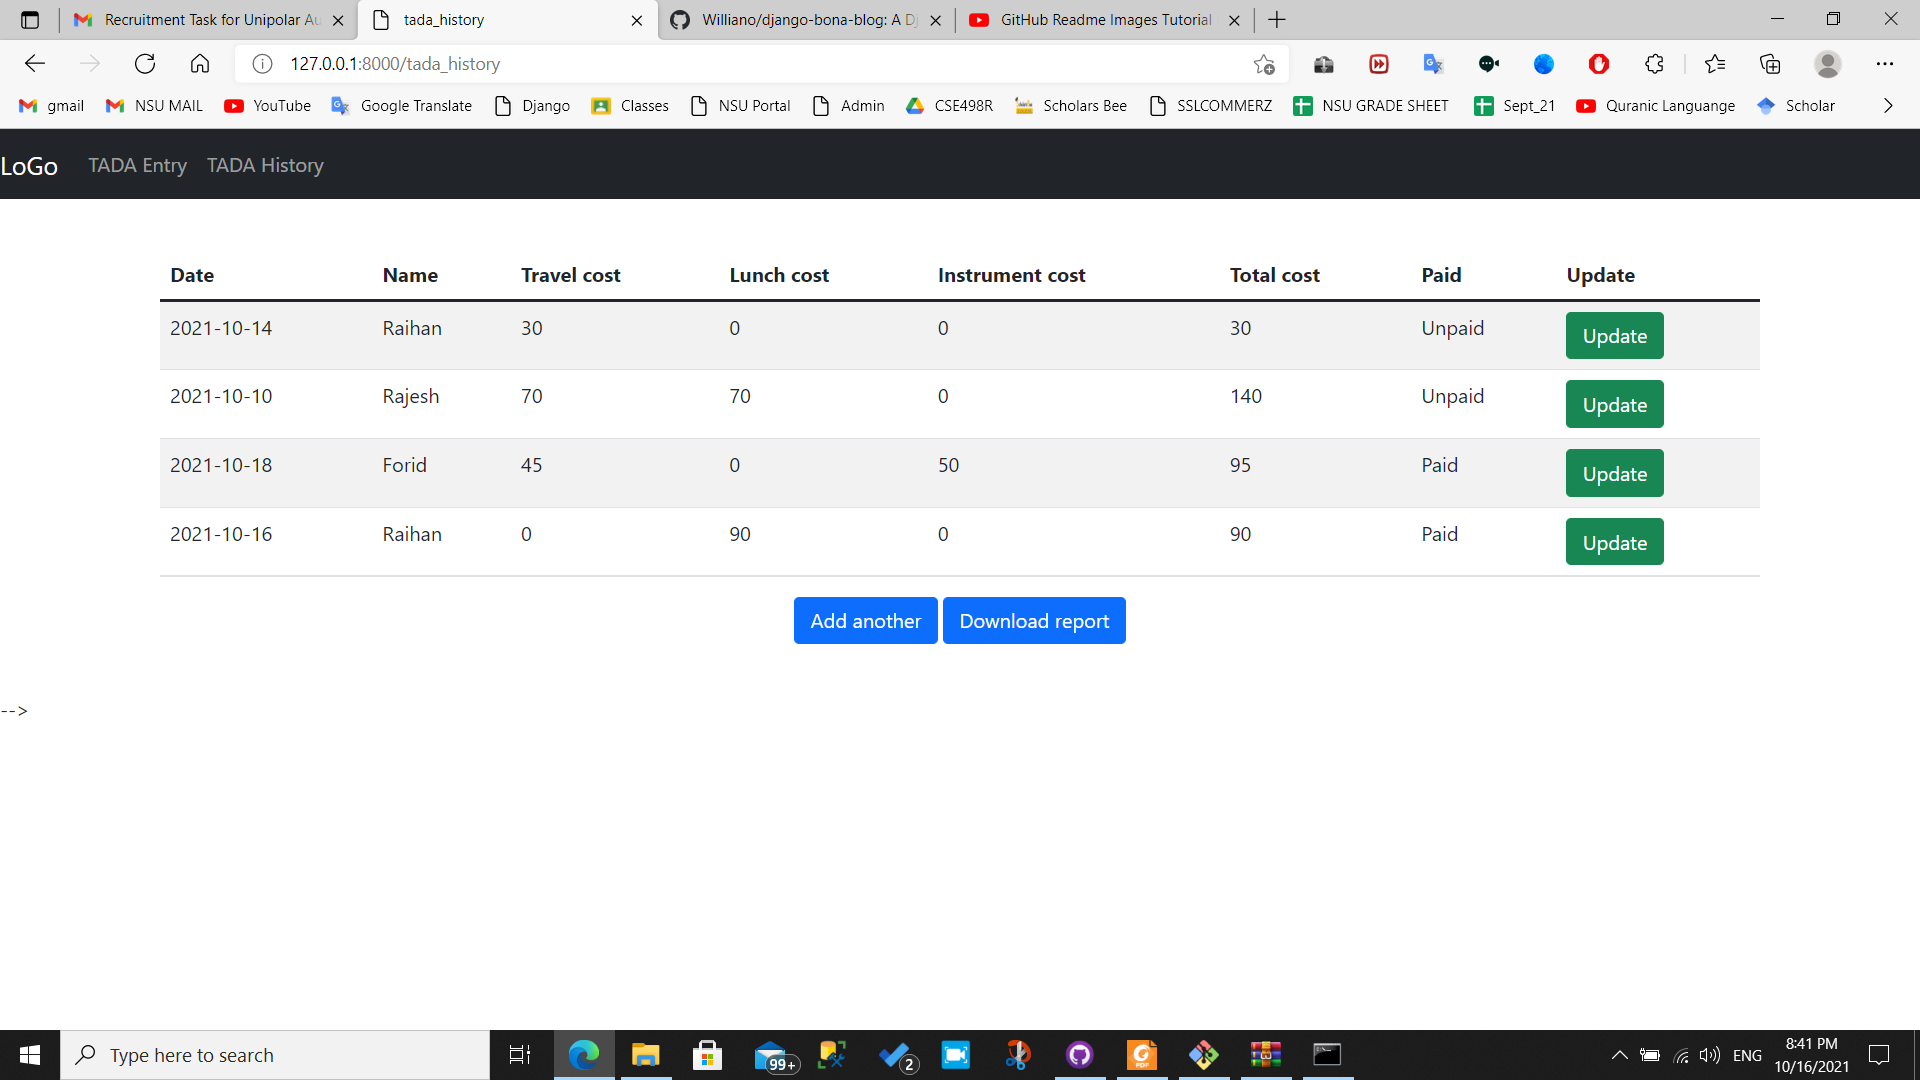 Recruitment Task for Unipolar Au
tada_history
Williano/django-bona-blog: A Dj
GitHub Readme Images Tutorial
127.0.0.1:8000/tada_history
gmail
NSU MAIL
YouTube
Google Translate
Django
Classes
NSU Portal
Admin
CSE498R
Scholars Bee
SSLCOMMERZ
NSU GRADE SHEET
Sept_21
Quranic Languange
Scholar
LoGo TADA Entry TADA History
Date Name Travel cost Lunch cost Instrument cost Total cost Paid Update
2021-10-14 Raihan 30 0 0 30 Unpaid Update
2021-10-10 Rajesh 70 70 0 140 Unpaid Update
2021-10-18 Forid 45 0 50 95 Paid Update
2021-10-16 Raihan 0 90 0 90 Paid Update
Add another Download report
-->
Type here to search
99+
2
PDF
ENG
8:41 PM
10/16/2021